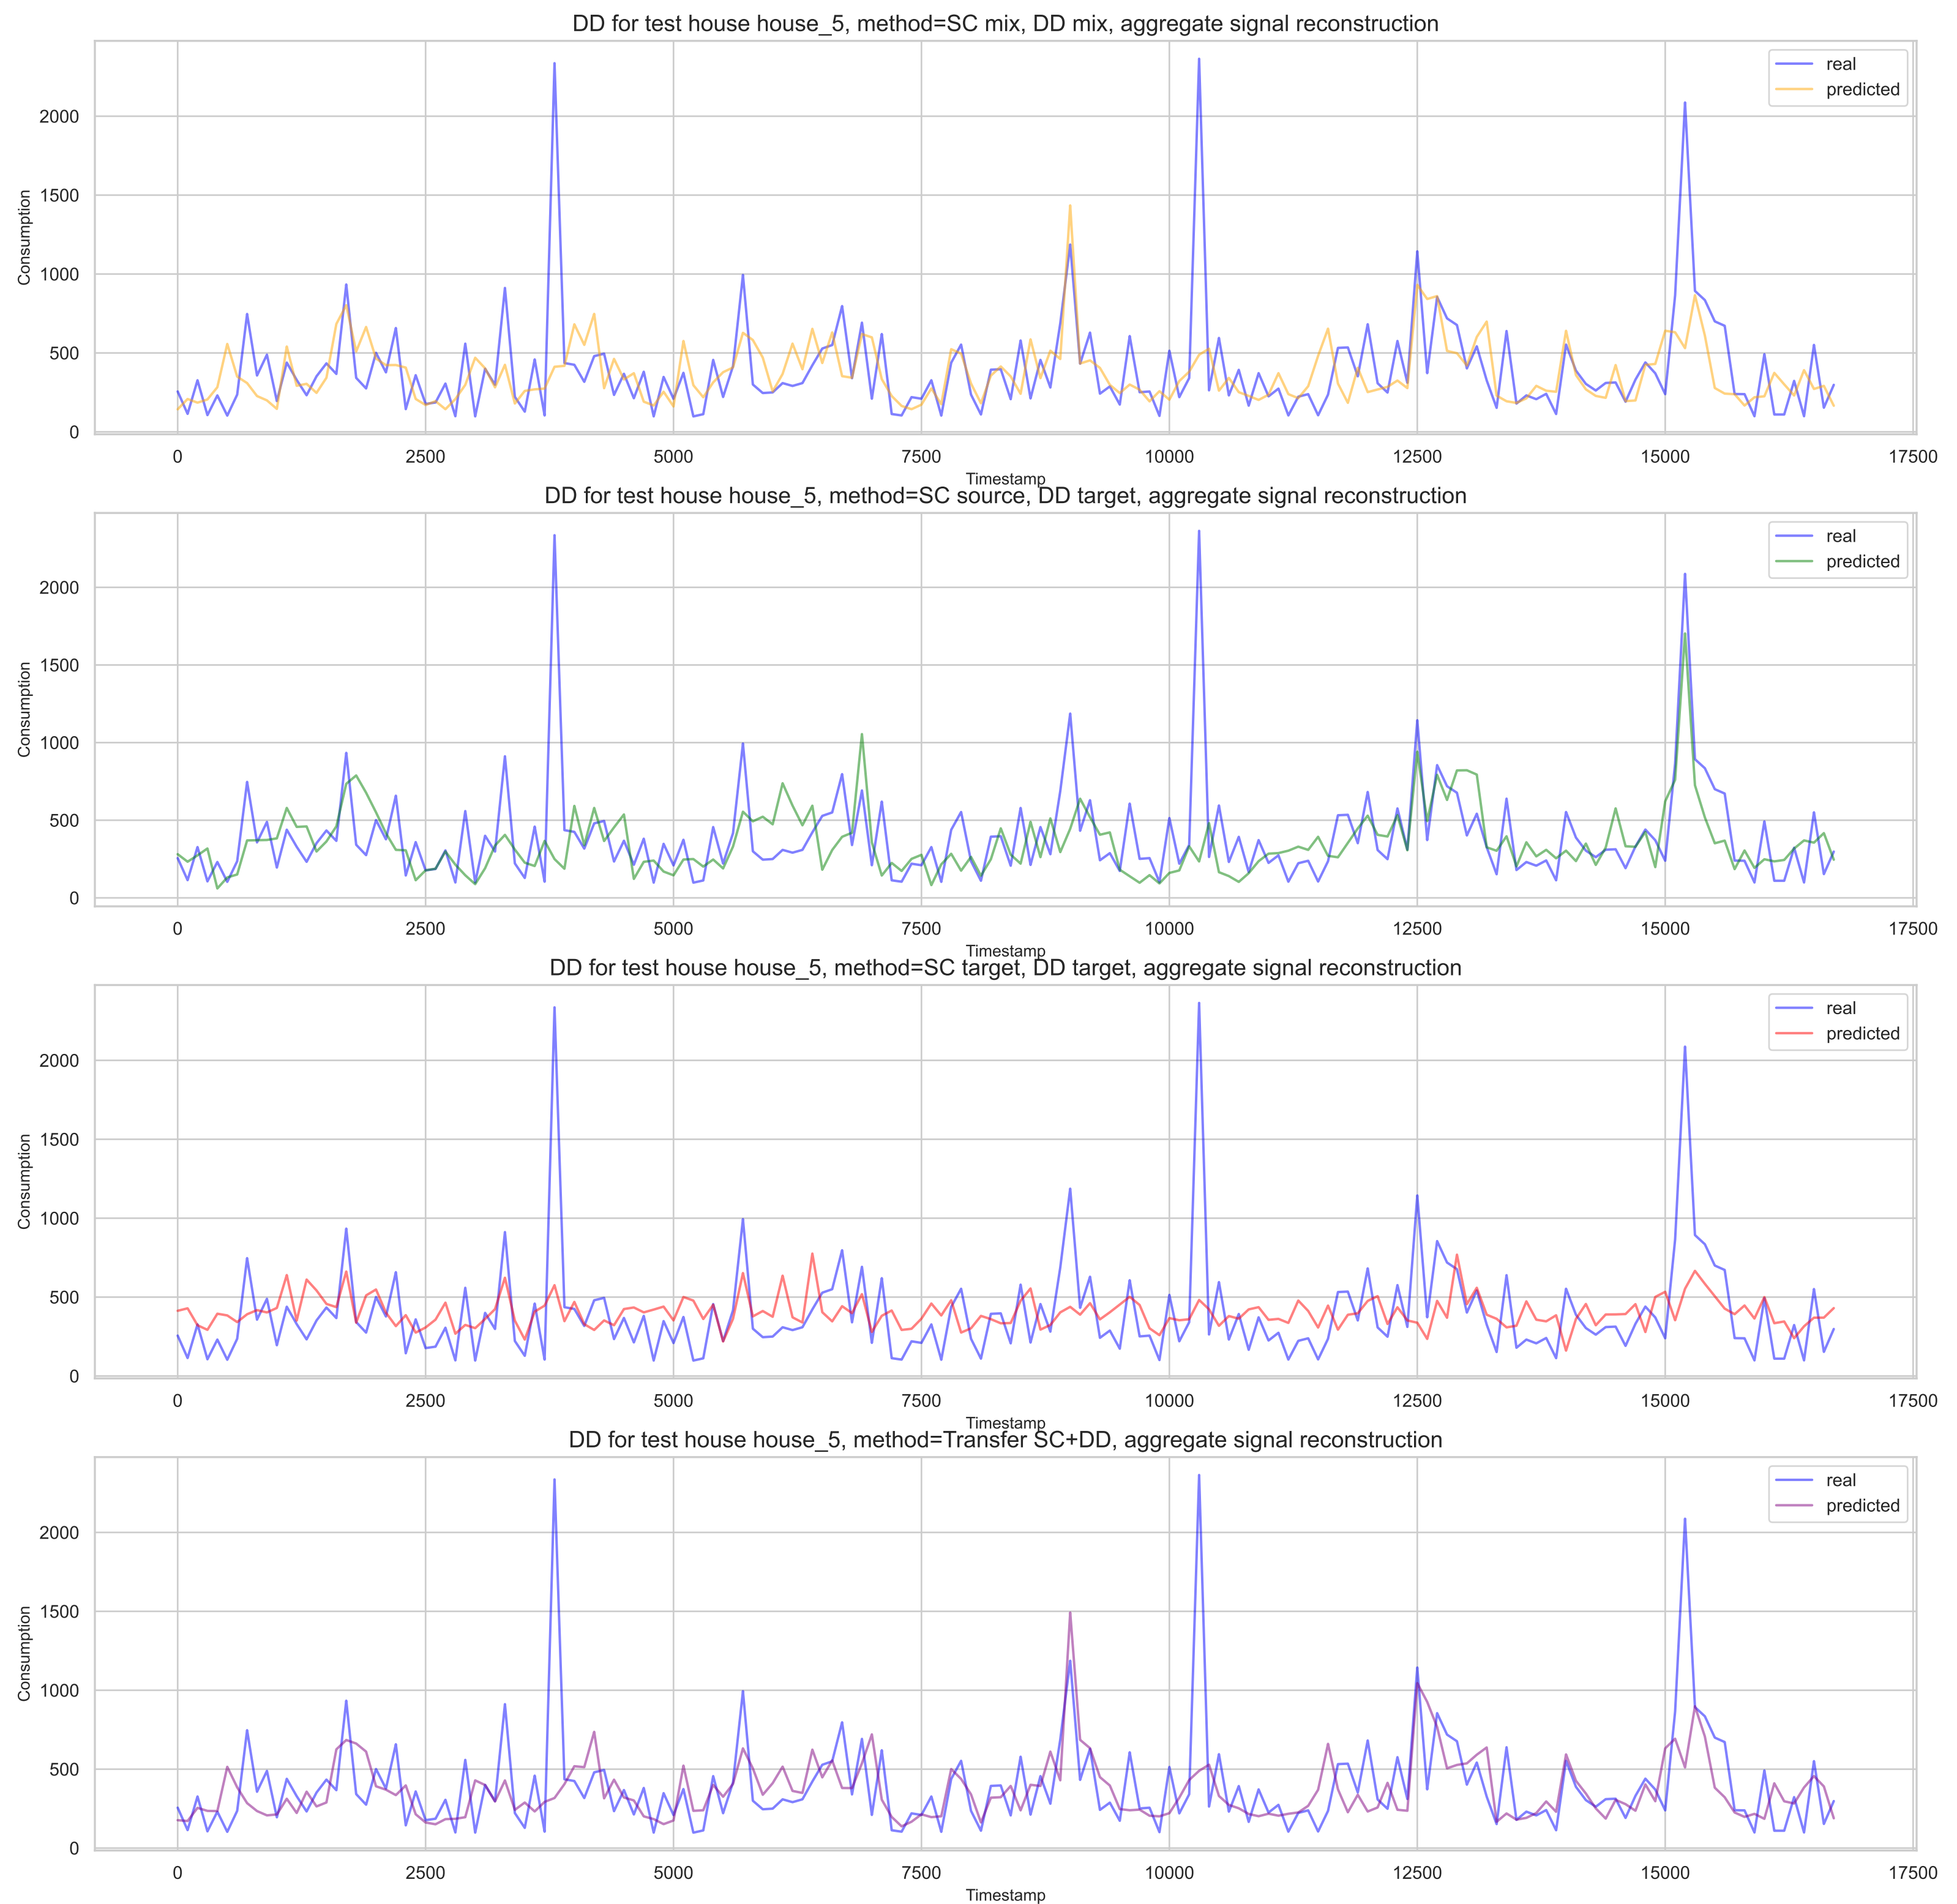 DD for test house house_5, method=SC mix, DD mix, aggregate signal reconstruction
real
predicted
Consumption
2000
1500
1000
500
0
0 2500 5000 7500 10000 12500 15000 17500
Timestamp
DD for test house house_5, method=SC source, DD target, aggregate signal reconstruction
real
predicted
Consumption
2000
1500
1000
500
0
0 2500 5000 7500 10000 12500 15000 17500
Timestamp
DD for test house house_5, method=SC target, DD target, aggregate signal reconstruction
real
predicted
Consumption
2000
1500
1000
500
0
0 2500 5000 7500 10000 12500 15000 17500
Timestamp
DD for test house house_5, method=Transfer SC+DD, aggregate signal reconstruction
real
predicted
Consumption
2000
1500
1000
500
0
0 2500 5000 7500 10000 12500 15000 17500
Timestamp